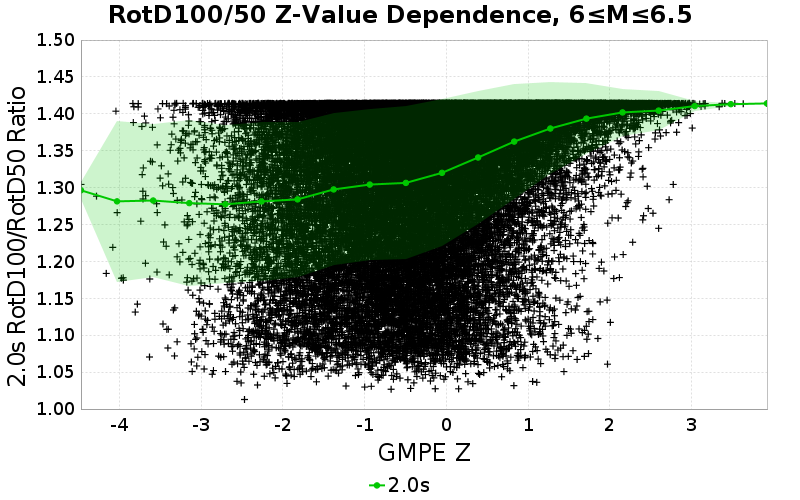 RotD100/50 Z-Value Dependence, 6≤M≤6.5
2.0s RotD100/RotD50 Ratio
1.50
1.45
1.40
1.35
1.30
1.25
1.20
1.15
1.10
1.05
1.00
-4 -3 -2 -1 0 1 2 3
GMPE Z
2.0s